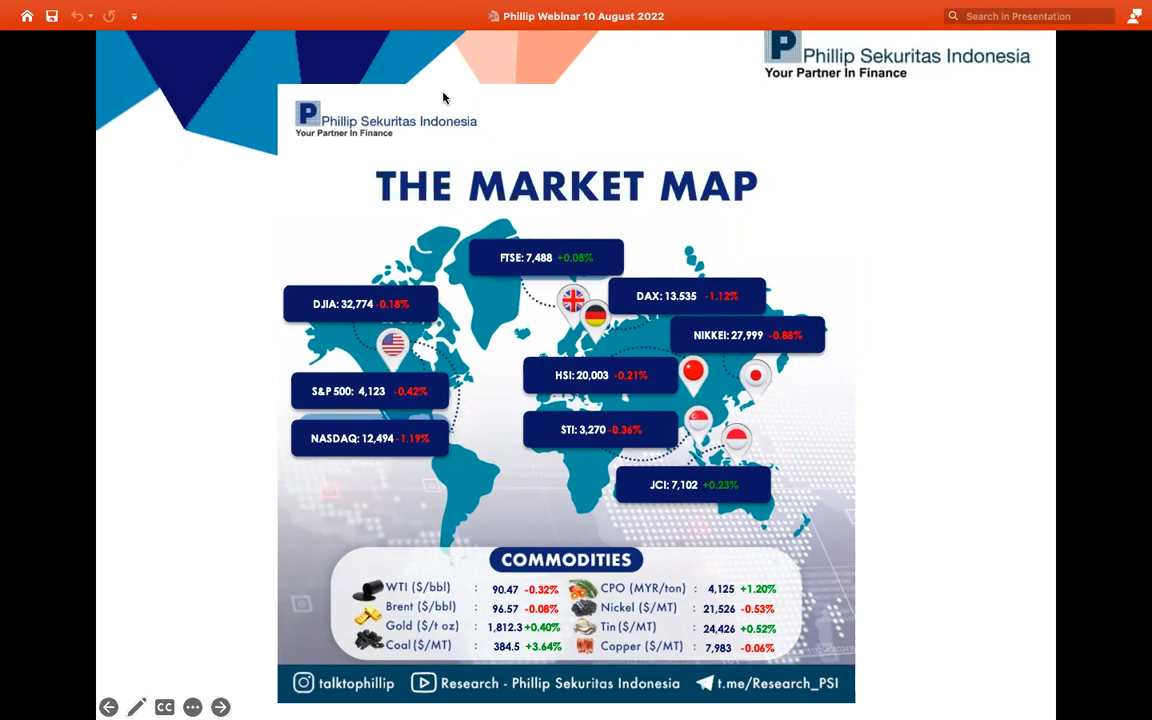 Phillip Webinar 10 August 2022
Search in Presentation
P Phillip Sekuritas Indonesia
Your Partner In Finance
P Phillip Sekuritas Indonesia
Your Partner In Finance
THE MARKET MAP
FTSE: 7,488 +0.08%
DJIA: 32,774 -0.18%
DAX: 13.535 -1.12%
NIKKEI: 27,999 -0.88%
HSI: 20,003 -0.21%
S&P 500: 4,123 -0.42%
STI: 3,270 -0.36%
NASDAQ: 12,494 -1.19%
JCI: 7,102 +0.23%
COMMODITIES
WTI ($/bbl) : 90.47 -0.32%
Brent ($/bbl) : 96.57 -0.08%
Gold ($/t oz) : 1,812.3 +0.40%
Coal ($/MT) : 384.5 +3.64%
CPO (MYR/ton) : 4,125 +1.20%
Nickel ($/MT) : 21,526 -0.53%
Tin ($/MT) : 24,426 +0.52%
Copper ($/MT) : 7,983 -0.06%
talktophillip
Research - Phillip Sekuritas Indonesia
t.me/Research_PSI
CC